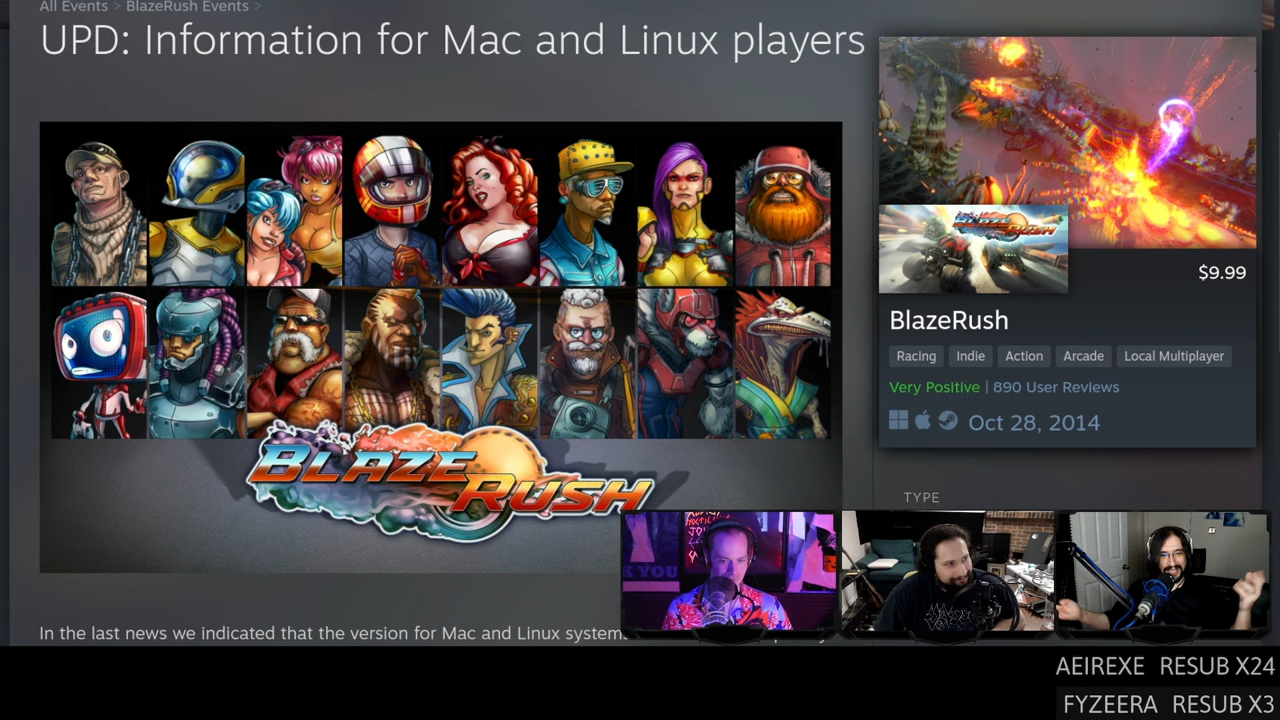 All Events > BlazeRush Events >
UPD: Information for Mac and Linux players
$9.99
BlazeRush
Racing Indie Action Arcade Local Multiplayer
Very Positive | 890 User Reviews
Oct 28, 2014
TYPE
BLAZE
RUSH
In the last news we indicated that the version for Mac and Linux
AEIREXE RESUB X24
FYZEERA RESUB X3